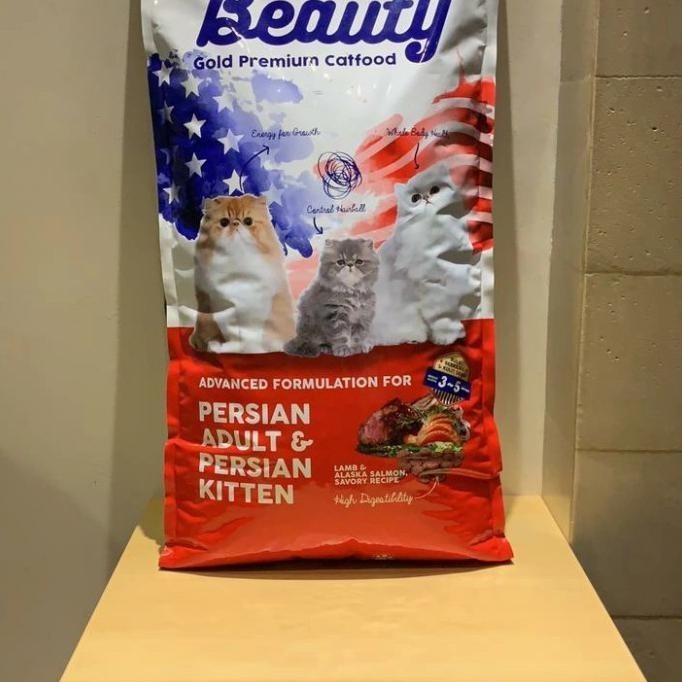 Beauty
Gold Premium Catfood
Energy for Growth
Whole Body Health
Control Hairball
ADVANCED FORMULATION FOR
3-5
PERSIAN
ADULT &
PERSIAN
KITTEN
LAMB &
ALASKA SALMON,
SAVORY RECIPE
High Digestibility